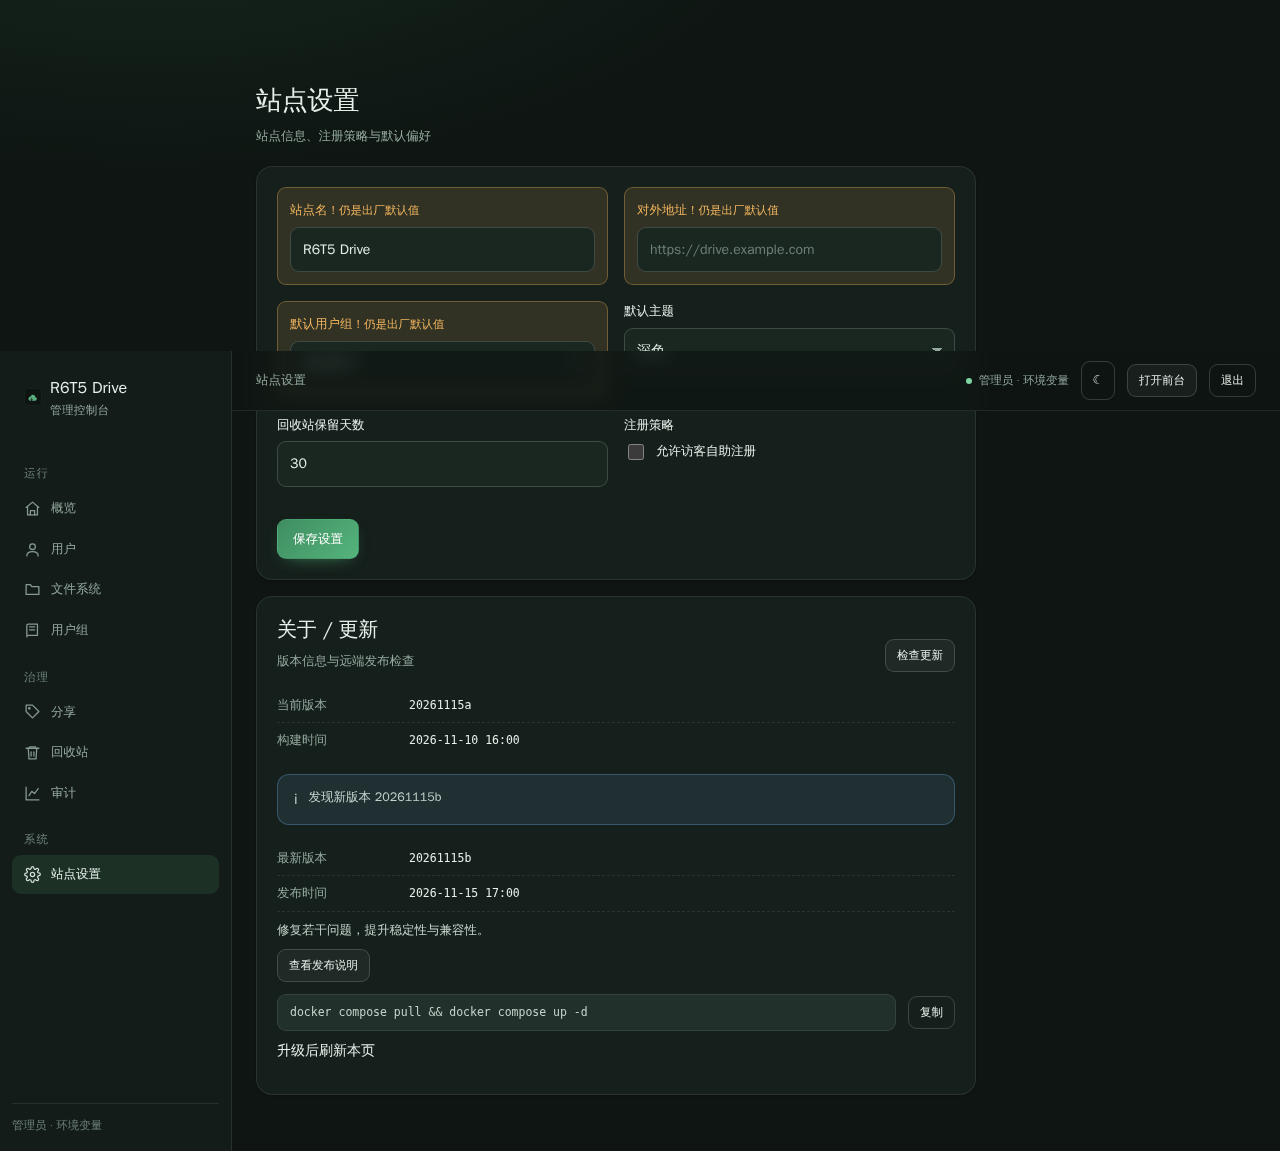 站点设置
站点信息、注册策略与默认偏好
站点名！仍是出厂默认值
R6T5 Drive
对外地址！仍是出厂默认值
https://drive.example.com
默认用户组！仍是出厂默认值
默认主题
深色
R6T5 Drive
管理控制台
站点设置
管理员 · 环境变量
☾
打开前台
退出
回收站保留天数
30
注册策略
允许访客自助注册
保存设置
运行
概览
用户
文件系统
用户组
治理
分享
回收站
审计
系统
站点设置
管理员 · 环境变量
关于 / 更新
版本信息与远端发布检查
检查更新
当前版本 20261115a
构建时间 2026-11-10 16:00
i 发现新版本 20261115b
最新版本 20261115b
发布时间 2026-11-15 17:00
修复若干问题，提升稳定性与兼容性。
查看发布说明
docker compose pull && docker compose up -d
复制
升级后刷新本页